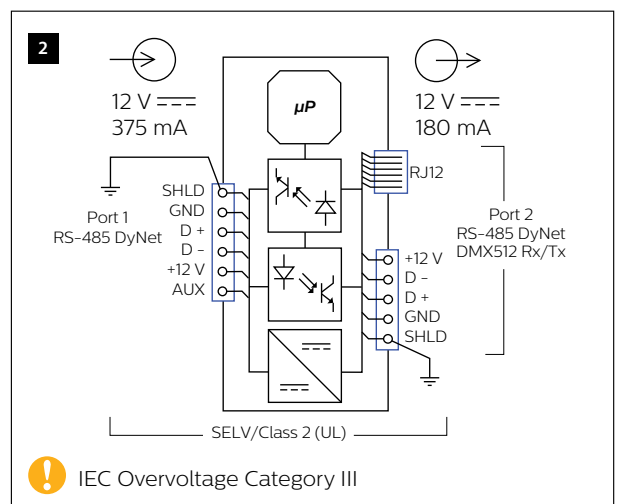 2
12 V
375 mA
12 V
180 mA
µP
RJ12
SHLD
GND
D +
D -
+12 V
AUX
Port 1
RS-485 DyNet
Port 2
RS-485 DyNet
DMX512 Rx/Tx
+12 V
D -
D +
GND
SHLD
SELV/Class 2 (UL)
! IEC Overvoltage Category III